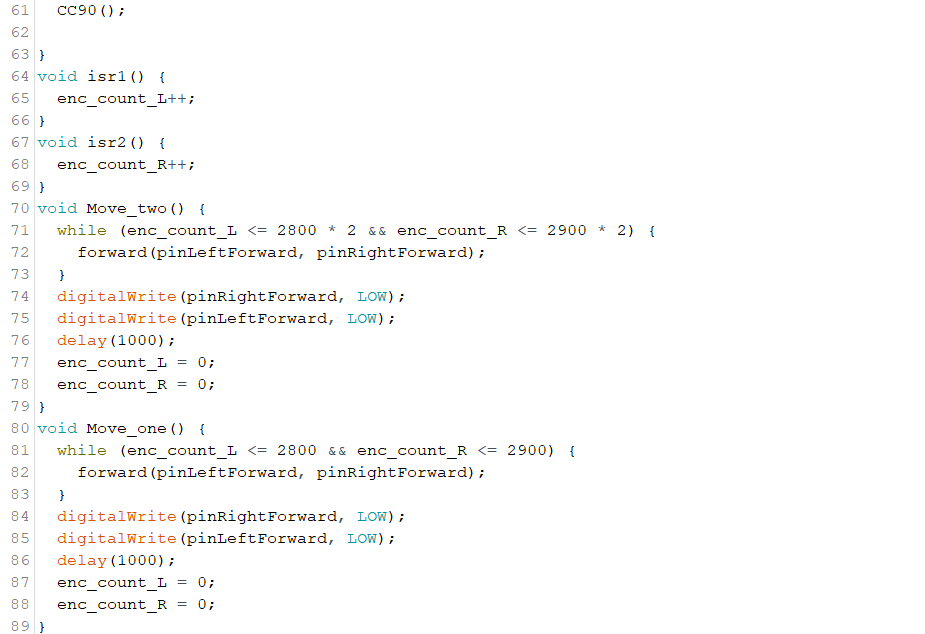 61 CC90();
62
63 }
64 void isr1() {
65 enc_count_L++;
66 }
67 void isr2() {
68 enc_count_R++;
69 }
70 void Move_two() {
71 while (enc_count_L <= 2800 * 2 && enc_count_R <= 2900 * 2) {
72 forward(pinLeftForward, pinRightForward);
73 }
74 digitalWrite(pinRightForward, LOW);
75 digitalWrite(pinLeftForward, LOW);
76 delay(1000);
77 enc_count_L = 0;
78 enc_count_R = 0;
79 }
80 void Move_one() {
81 while (enc_count_L <= 2800 && enc_count_R <= 2900) {
82 forward(pinLeftForward, pinRightForward);
83 }
84 digitalWrite(pinRightForward, LOW);
85 digitalWrite(pinLeftForward, LOW);
86 delay(1000);
87 enc_count_L = 0;
88 enc_count_R = 0;
89 }